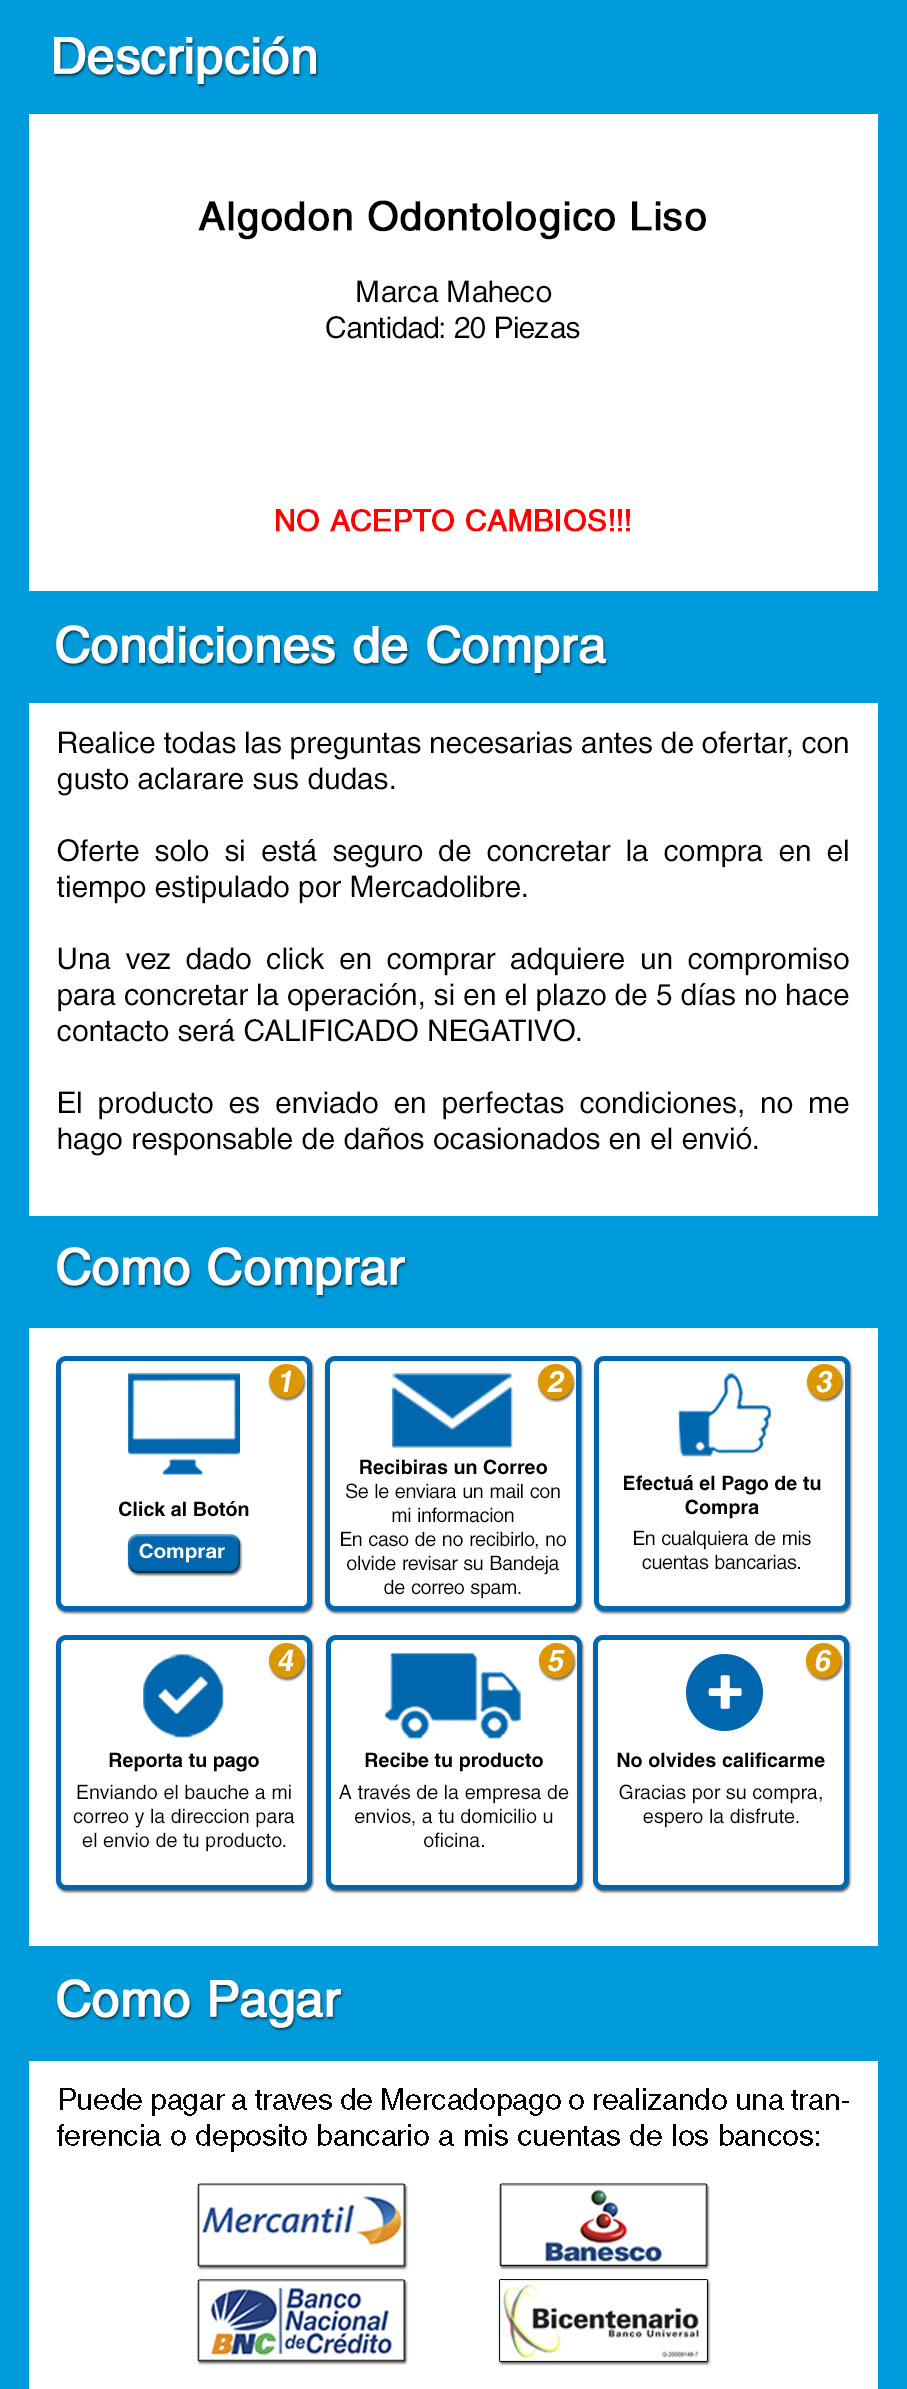 Descripción
Algodon Odontologico Liso
Marca Maheco
Cantidad: 20 Piezas
NO ACEPTO CAMBIOS!!!
Condiciones de Compra
Realice todas las preguntas necesarias antes de ofertar, con
gusto aclarare sus dudas.
Oferte solo si está seguro de concretar la compra en el
tiempo estipulado por Mercadolibre.
Una vez dado click en comprar adquiere un compromiso
para concretar la operación, si en el plazo de 5 días no hace
contacto será CALIFICADO NEGATIVO.
El producto es enviado en perfectas condiciones, no me
hago responsable de daños ocasionados en el envió.
Como Comprar
1
Click al Botón
Comprar
2
Recibiras un Correo
Se le enviara un mail con
mi informacion
En caso de no recibirlo, no
olvide revisar su Bandeja
de correo spam.
3
Efectuá el Pago de tu
Compra
En cualquiera de mis
cuentas bancarias.
4
Reporta tu pago
Enviando el bauche a mi
correo y la direccion para
el envio de tu producto.
5
Recibe tu producto
A través de la empresa de
envios, a tu domicilio u
oficina.
6
No olvides calificarme
Gracias por su compra,
espero la disfrute.
Como Pagar
Puede pagar a traves de Mercadopago o realizando una tran-
ferencia o deposito bancario a mis cuentas de los bancos:
Mercantil
Banesco
BNC
Banco
Nacional
de Crédito
Bicentenario
Banco Universal
G-20009148-7